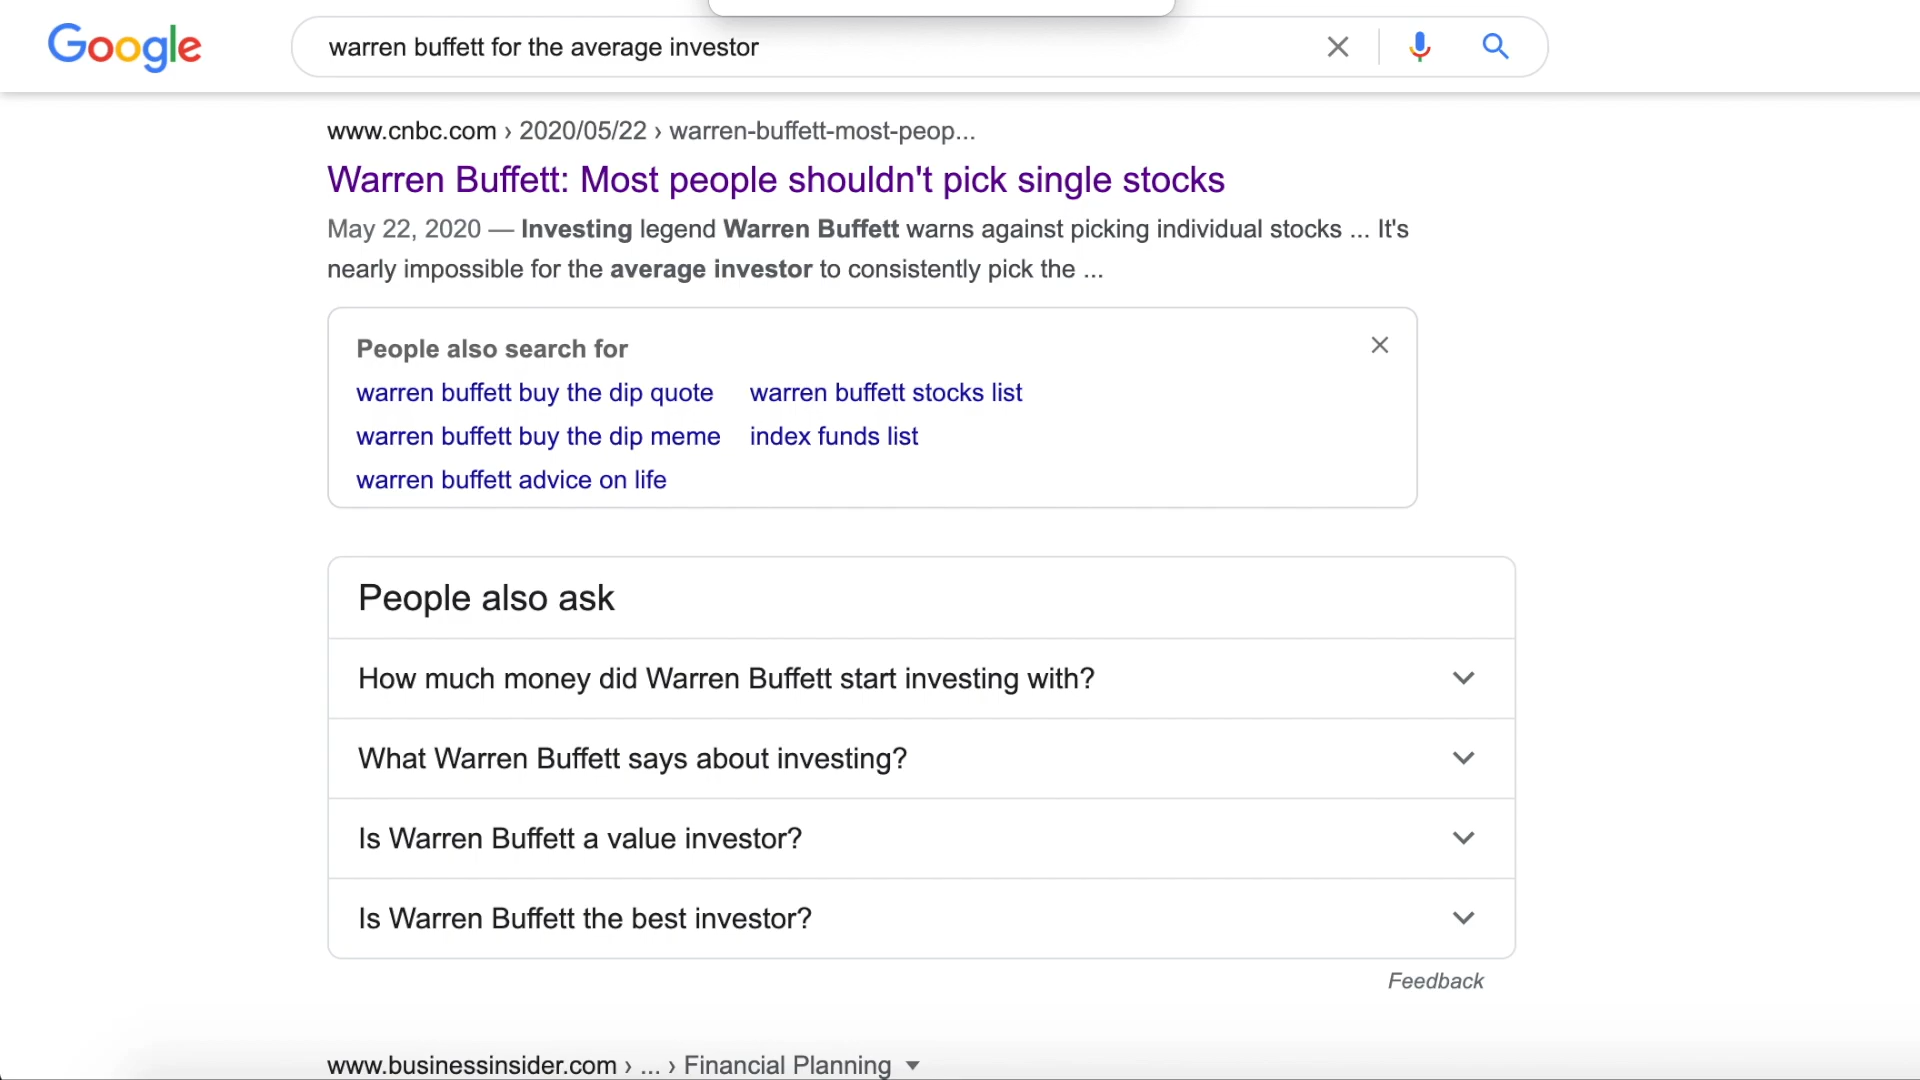 Google
warren buffett for the average investor
www.cnbc.com › 2020/05/22 › warren-buffett-most-peop...
Warren Buffett: Most people shouldn't pick single stocks
May 22, 2020 — Investing legend Warren Buffett warns against picking individual stocks ... It's
nearly impossible for the average investor to consistently pick the ...
People also search for
warren buffett buy the dip quote warren buffett stocks list
warren buffett buy the dip meme index funds list
warren buffett advice on life
People also ask
How much money did Warren Buffett start investing with?
What Warren Buffett says about investing?
Is Warren Buffett a value investor?
Is Warren Buffett the best investor?
Feedback
www.businessinsider.com › ... › Financial Planning